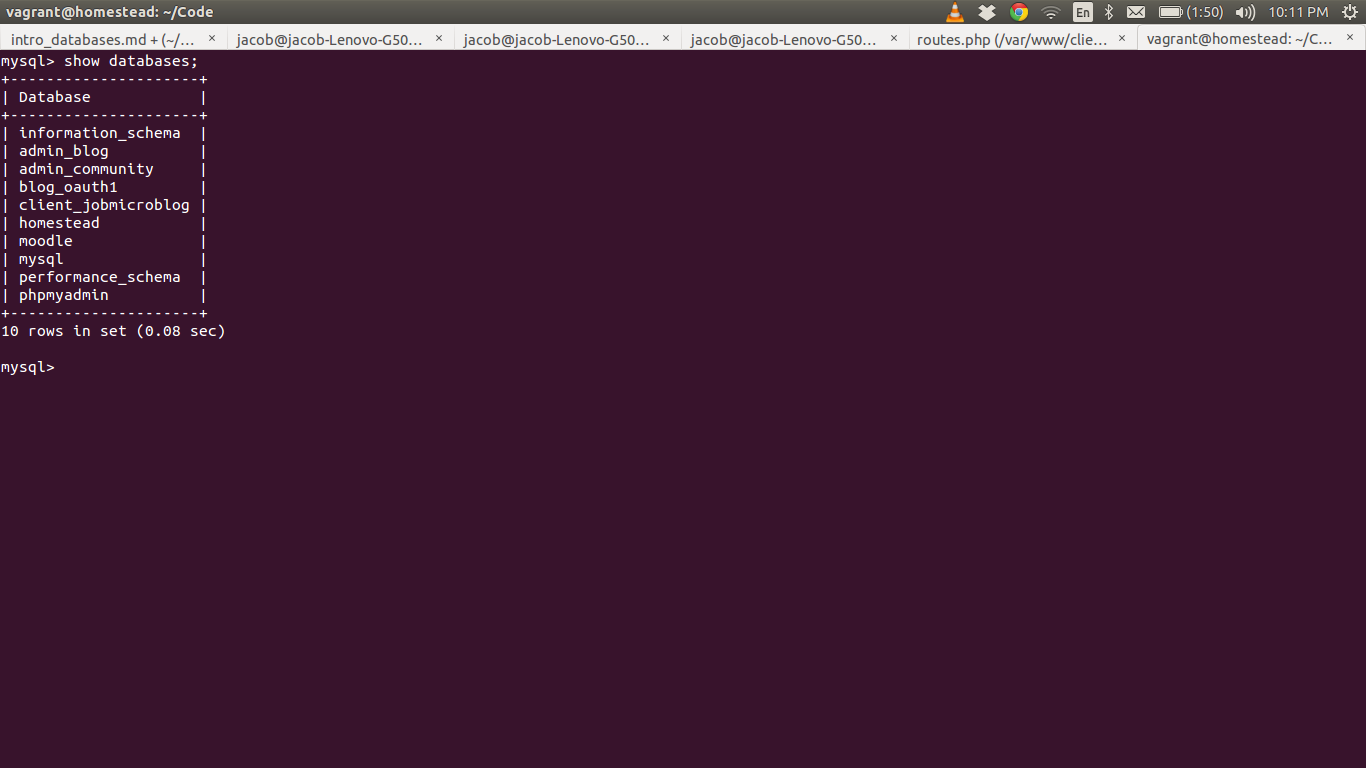 vagrant@homestead: ~/Code En (1:50) 10:11 PM
intro_databases.md + (~/... × jacob@jacob-Lenovo-G50... × jacob@jacob-Lenovo-G50... × jacob@jacob-Lenovo-G50... × routes.php (/var/www/clie... × vagrant@homestead: ~/C... ×
mysql> show databases;
+---------------------+
| Database            |
+---------------------+
| information_schema  |
| admin_blog          |
| admin_community     |
| blog_oauth1         |
| client_jobmicroblog |
| homestead           |
| moodle              |
| mysql               |
| performance_schema  |
| phpmyadmin          |
+---------------------+
10 rows in set (0.08 sec)
mysql>